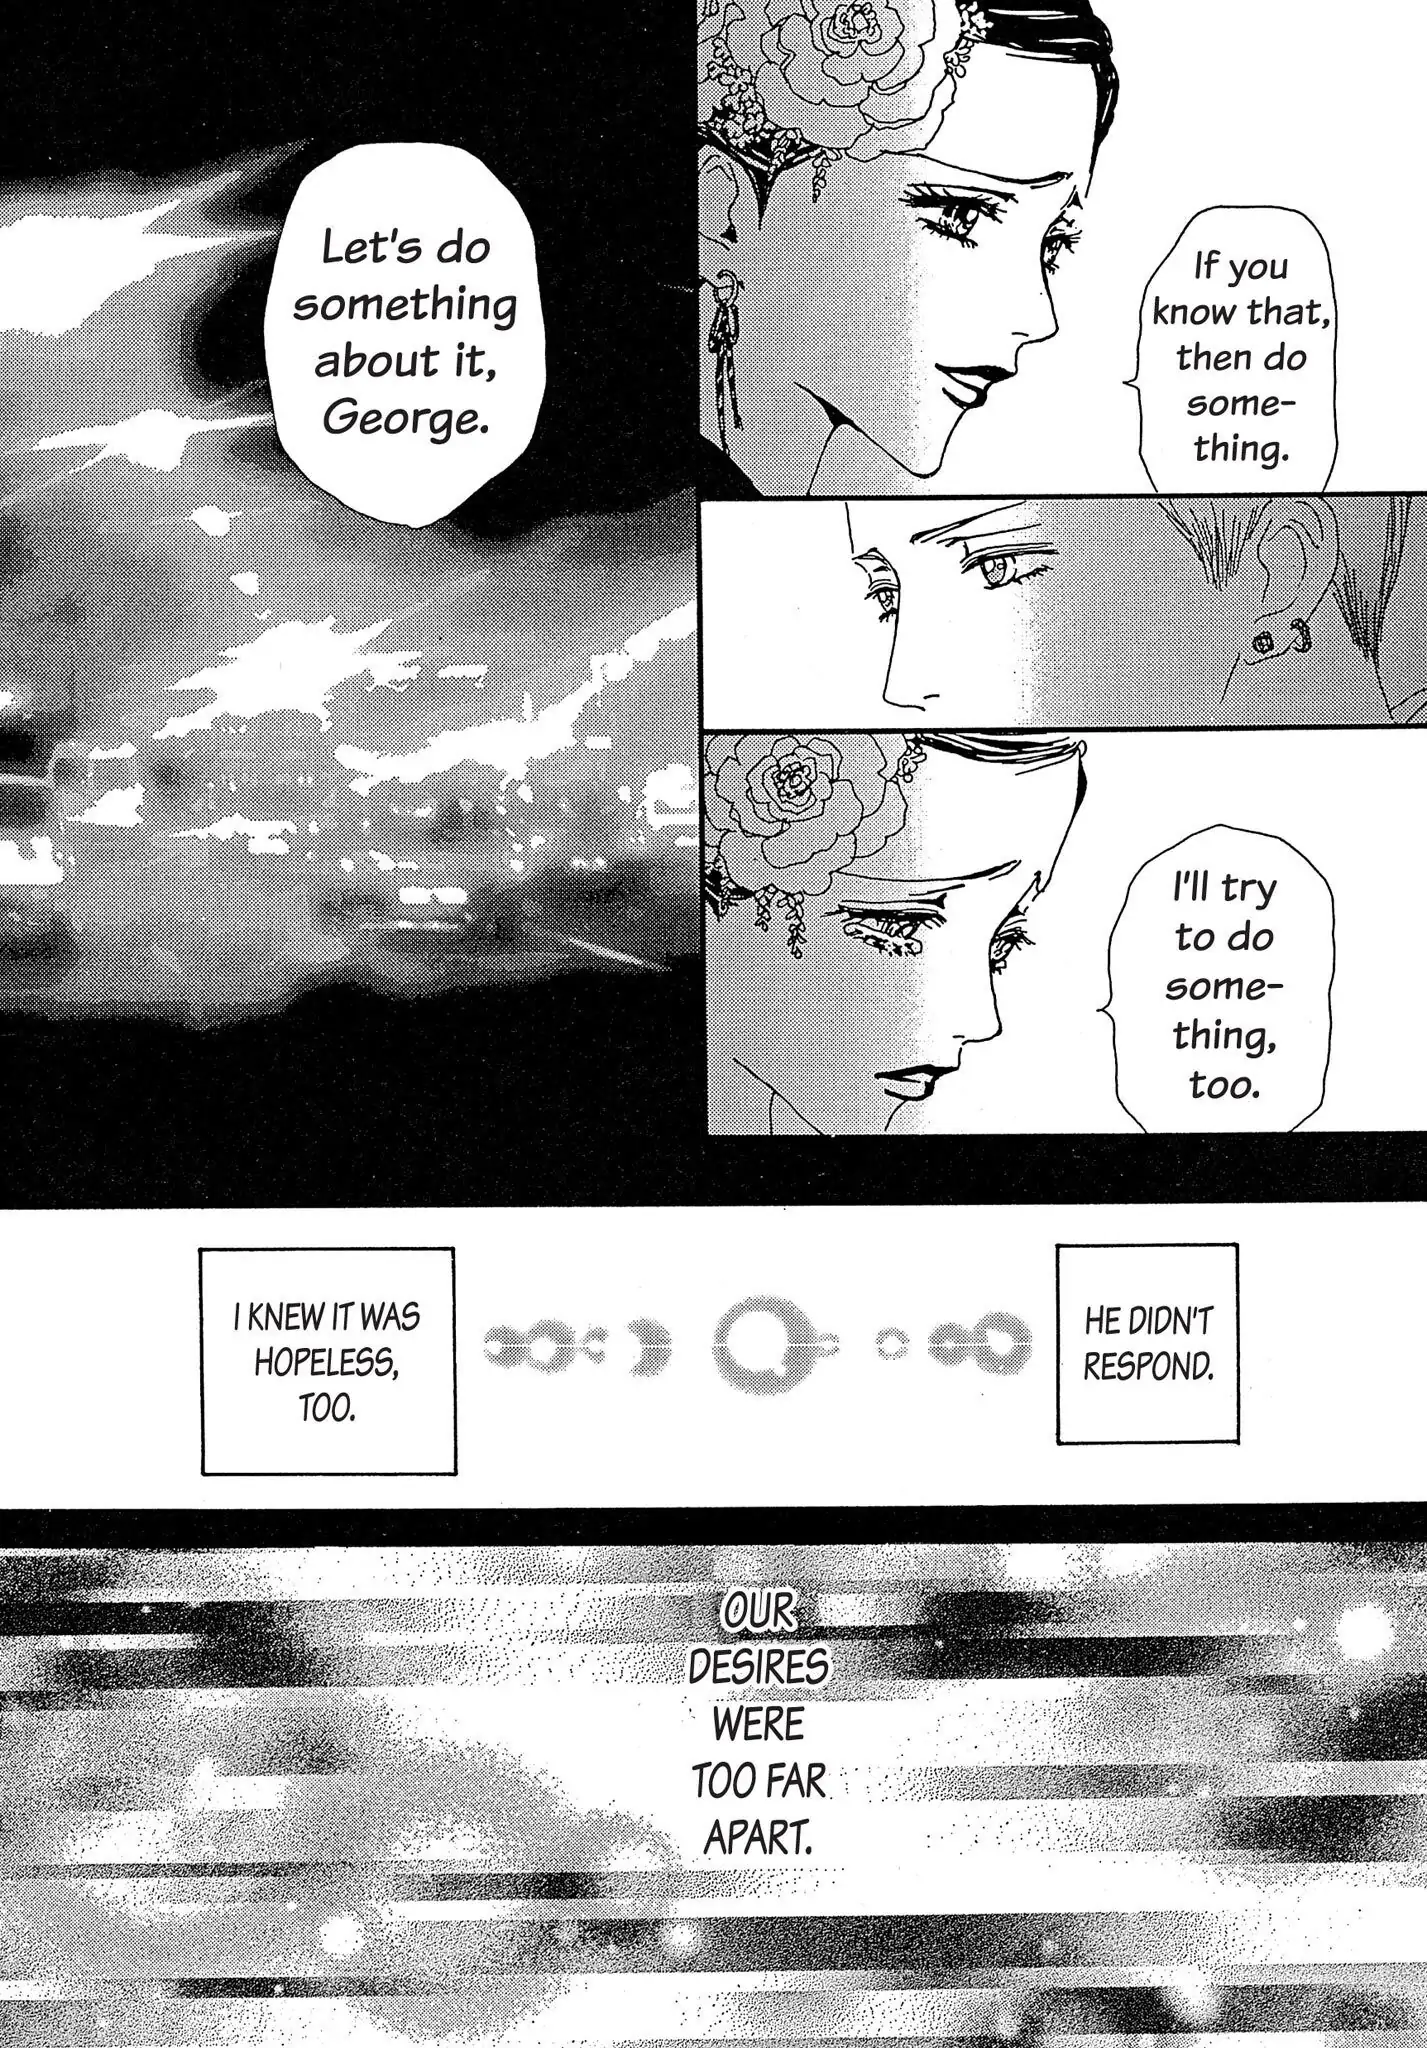 If you
know that,
then do
some-
thing.
I'll try
to do
some-
thing,
too.
Let's do
something
about it,
George.
HE DIDN'T
RESPOND.
I KNEW IT WAS
HOPELESS,
TOO.
OUR
DESIRES
WERE
TOO FAR
APART.